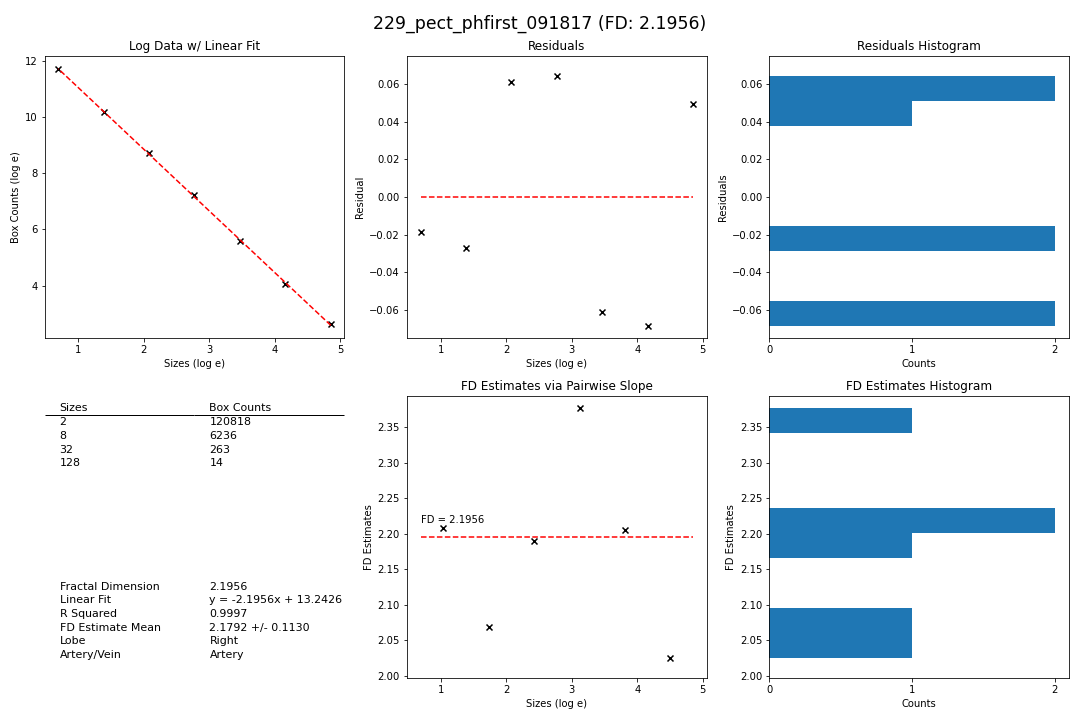 229_pect_phfirst_091817 (FD: 2.1956)
Log Data w/ Linear Fit
Box Counts (log e)
12
10
8
6
4
1 2 3 4 5
Sizes (log e)
Residuals
Residual
0.06
0.04
0.02
0.00
−0.02
−0.04
−0.06
1 2 3 4 5
Sizes (log e)
Residuals Histogram
Residuals
0.06
0.04
0.02
0.00
−0.02
−0.04
−0.06
0 1 2
Counts
Sizes Box Counts
2 120818
8 6236
32 263
128 14
Fractal Dimension 2.1956
Linear Fit y = -2.1956x + 13.2426
R Squared 0.9997
FD Estimate Mean 2.1792 +/- 0.1130
Lobe Right
Artery/Vein Artery
FD Estimates via Pairwise Slope
FD Estimates
2.35
2.30
2.25
2.20
2.15
2.10
2.05
2.00
FD = 2.1956
1 2 3 4 5
Sizes (log e)
FD Estimates Histogram
FD Estimates
2.35
2.30
2.25
2.20
2.15
2.10
2.05
2.00
0 1 2
Counts